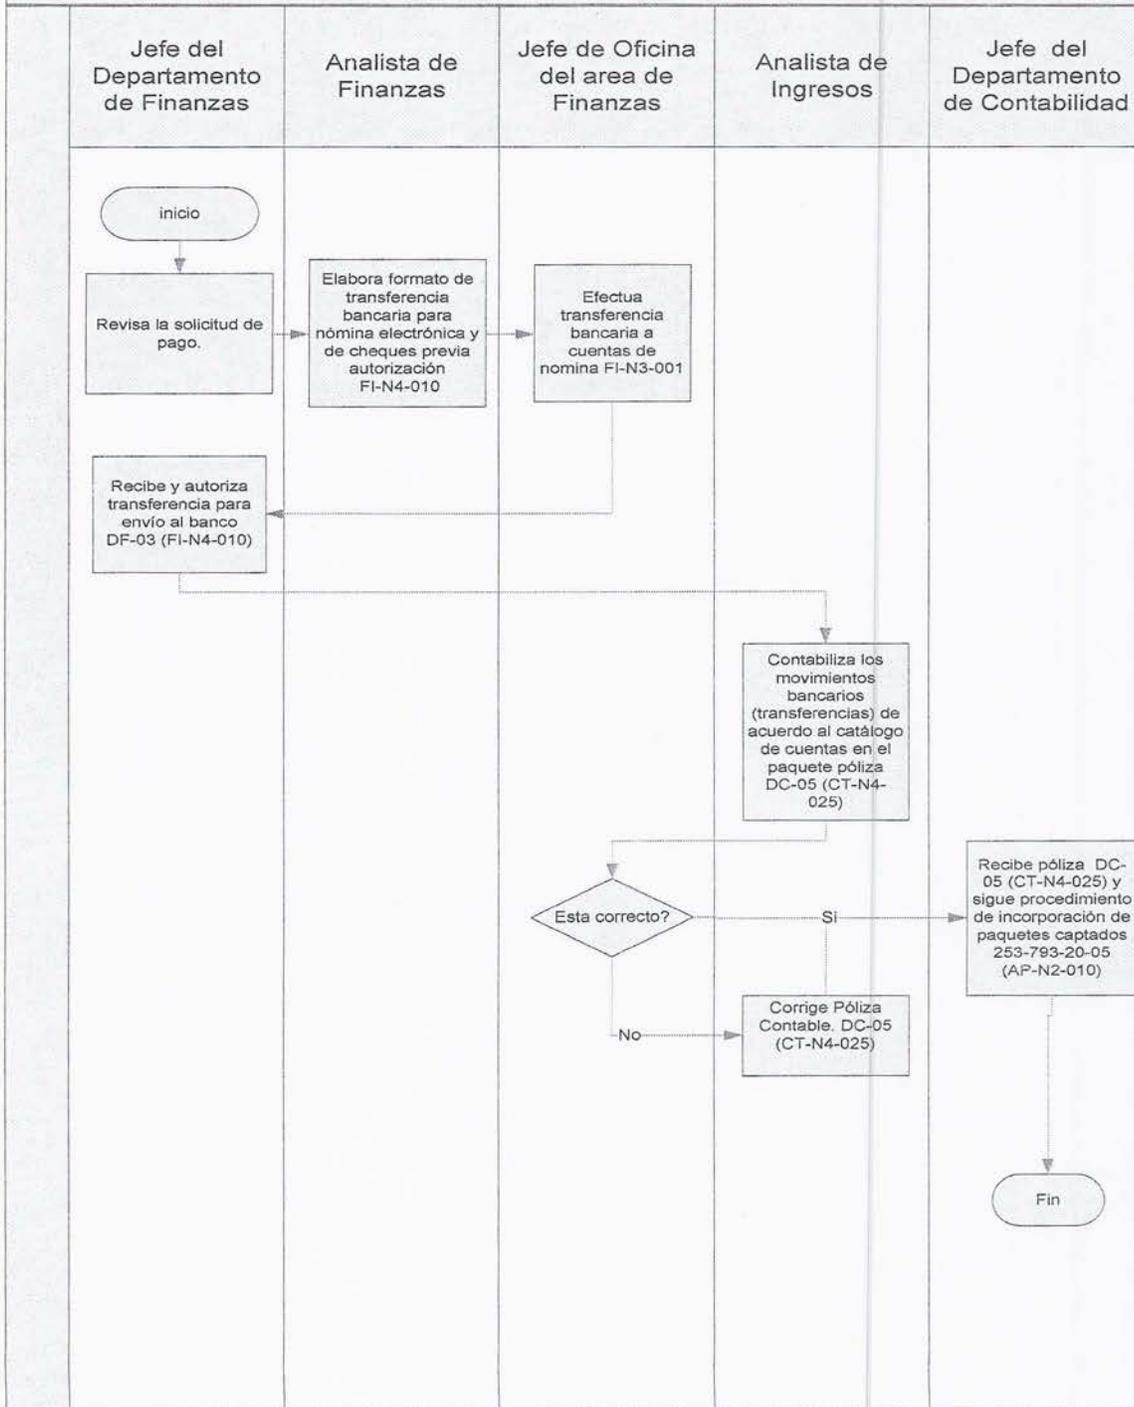 Jefe del
Departamento
de Finanzas
Analista de
Finanzas
Jefe de Oficina
del area de
Finanzas
Analista de
Ingresos
Jefe del
Departamento
de Contabilidad
inicio
Revisa la solicitud de
pago.
Elabora formato de
transferencia
bancaria para
nómina electrónica y
de cheques previa
autorización
FI-N4-010
Efectua
transferencia
bancaria a
cuentas de
nomina FI-N3-001
Recibe y autoriza
transferencia para
envío al banco
DF-03 (FI-N4-010)
Contabiliza los
movimientos
bancarios
(transferencias) de
acuerdo al catálogo
de cuentas en el
paquete póliza
DC-05 (CT-N4-
025)
Esta correcto?
Si
Recibe póliza DC-
05 (CT-N4-025) y
sigue procedimiento
de incorporación de
paquetes captados
253-793-20-05
(AP-N2-010)
No
Corrige Póliza
Contable. DC-05
(CT-N4-025)
Fin